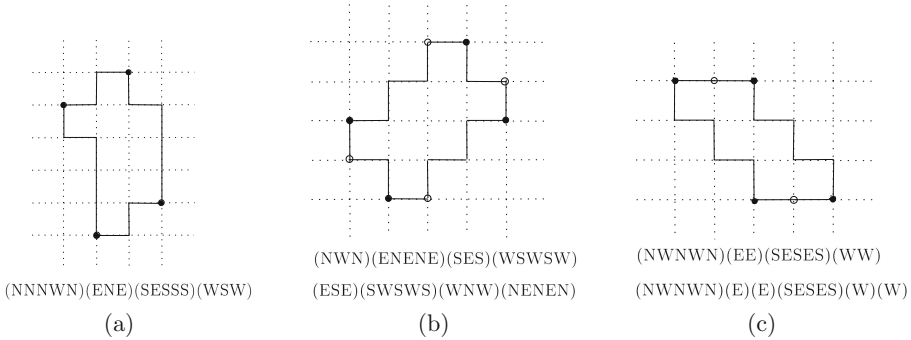 (NNNWN)(ENE)(SESSS)(WSW)
(a)
(NWN)(ENENE)(SES)(WSWSW)
(ESE)(SWSWS)(WNW)(NENEN)
(b)
(NWNWN)(EE)(SESES)(WW)
(NWNWN)(E)(E)(SESES)(W)(W)
(c)